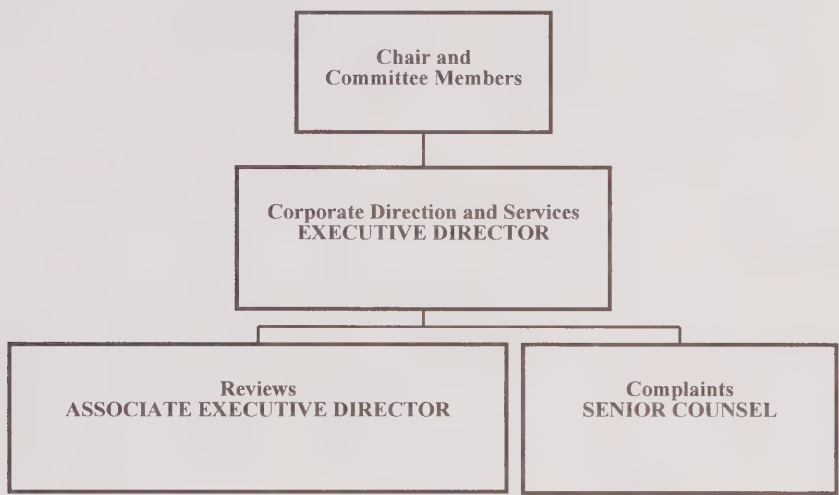 Chair and
Committee Members
Corporate Direction and Services
EXECUTIVE DIRECTOR
Reviews
ASSOCIATE EXECUTIVE DIRECTOR
Complaints
SENIOR COUNSEL